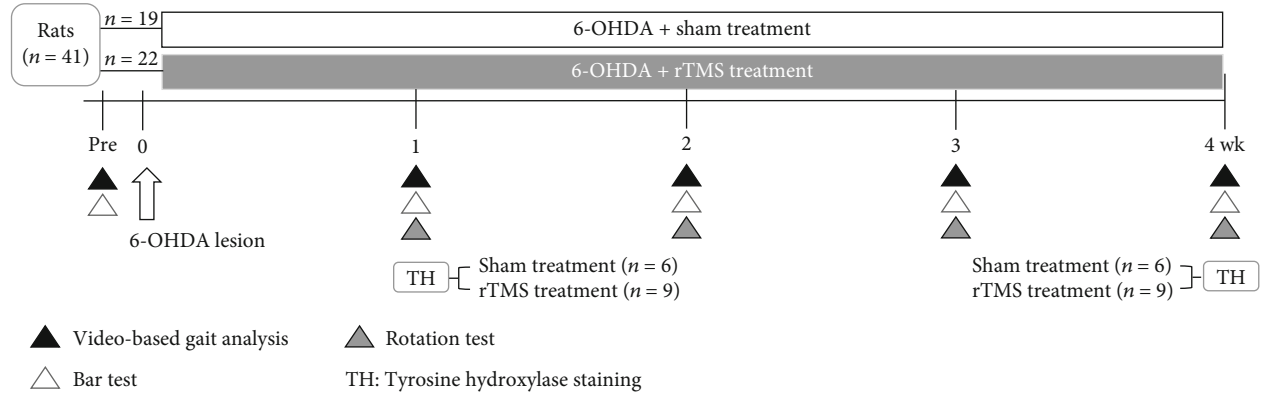 Rats
(n = 41)
n = 19
6-OHDA + sham treatment
n = 22
6-OHDA + rTMS treatment
Pre
0
1
2
3
4 wk
6-OHDA lesion
TH
Sham treatment (n = 6)
rTMS treatment (n = 9)
Sham treatment (n = 6)
rTMS treatment (n = 9)
TH
Video-based gait analysis
Rotation test
Bar test
TH: Tyrosine hydroxylase staining